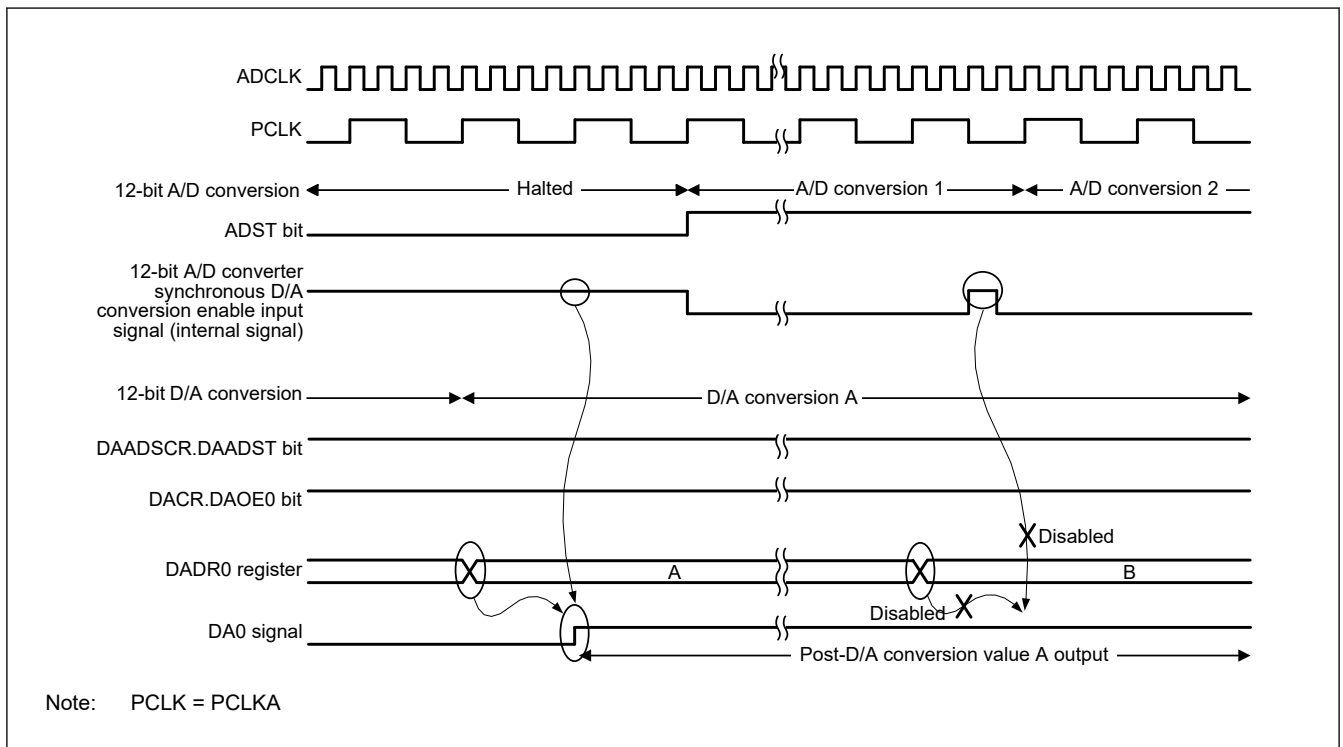 ADCLK
PCLK
12-bit A/D conversion
Halted
A/D conversion 1
A/D conversion 2
ADST bit
12-bit A/D converter
synchronous D/A
conversion enable input
signal (internal signal)
12-bit D/A conversion
D/A conversion A
DAADSCR.DAADST bit
DACR.DAOE0 bit
Disabled
DADR0 register
A
B
Disabled
DA0 signal
Post-D/A conversion value A output
Note: PCLK = PCLKA